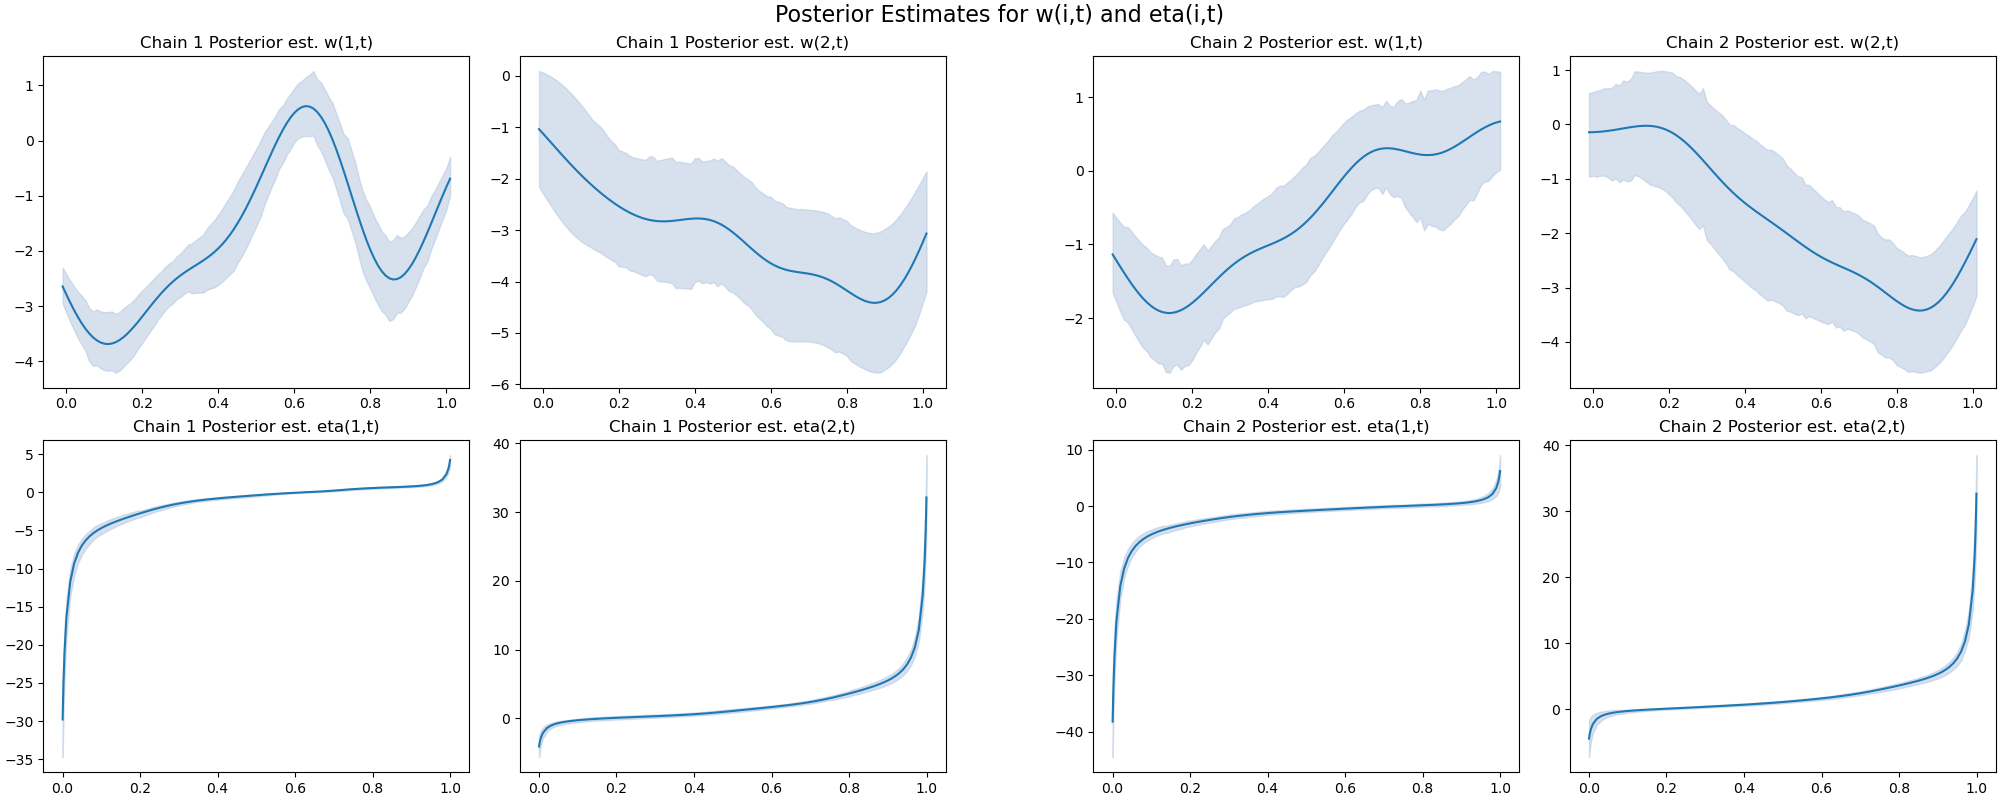 Posterior Estimates for w(i,t) and eta(i,t)
Chain 1 Posterior est. w(1,t)
1
0
−1
−2
−3
−4
0.0 0.2 0.4 0.6 0.8 1.0
Chain 1 Posterior est. w(2,t)
0
−1
−2
−3
−4
−5
−6
0.0 0.2 0.4 0.6 0.8 1.0
Chain 2 Posterior est. w(1,t)
1
0
−1
−2
0.0 0.2 0.4 0.6 0.8 1.0
Chain 2 Posterior est. w(2,t)
1
0
−1
−2
−3
−4
0.0 0.2 0.4 0.6 0.8 1.0
Chain 1 Posterior est. eta(1,t)
5
0
−5
−10
−15
−20
−25
−30
−35
0.0 0.2 0.4 0.6 0.8 1.0
Chain 1 Posterior est. eta(2,t)
40
30
20
10
0
0.0 0.2 0.4 0.6 0.8 1.0
Chain 2 Posterior est. eta(1,t)
10
0
−10
−20
−30
−40
0.0 0.2 0.4 0.6 0.8 1.0
Chain 2 Posterior est. eta(2,t)
40
30
20
10
0
0.0 0.2 0.4 0.6 0.8 1.0